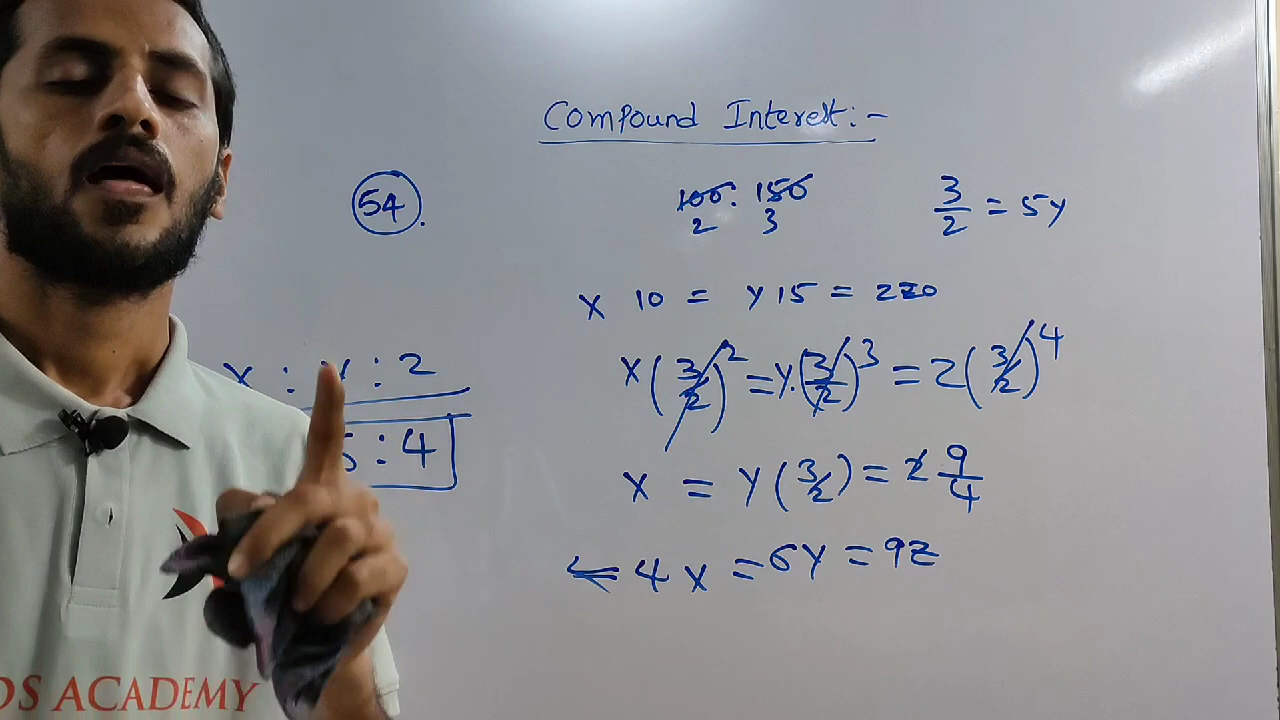 Compound Interest:-
54.
100: 150
2 3
3/2 = 5y
x 10 = y 15 = z 20
x(3/2)^2 = y.(3/2)^3 = z(3/2)^4
x : y : z
: 4
x = y(3/2) = z 9/4
⇐ 4x = 6y = 9z
DS ACADEMY